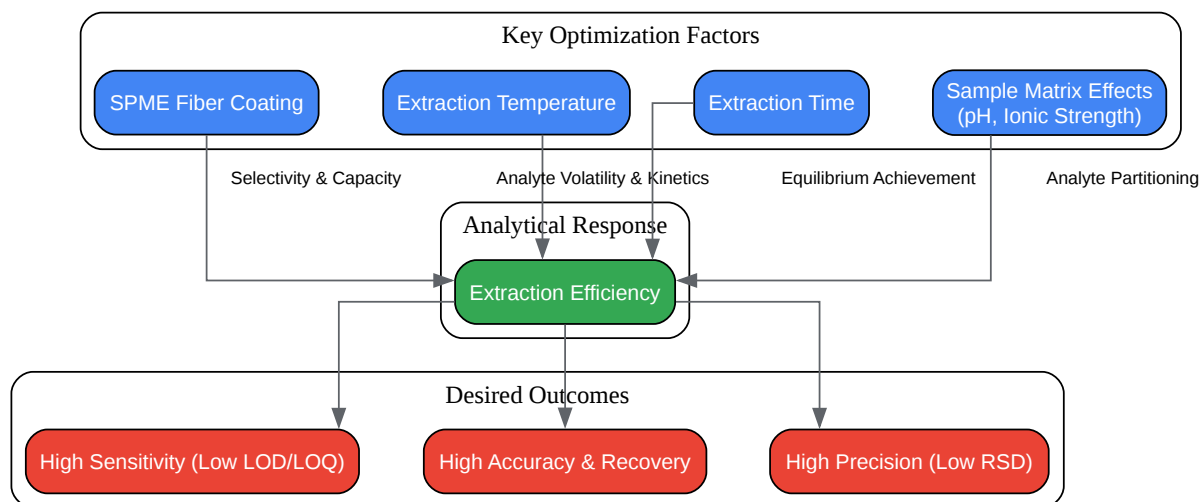 Key Optimization Factors
SPME Fiber Coating
Extraction Temperature
Extraction Time
Sample Matrix Effects
(pH, Ionic Strength)
Selectivity & Capacity
Analyte Volatility & Kinetics
Equilibrium Achievement
Analyte Partitioning
Analytical Response
Extraction Efficiency
Desired Outcomes
High Sensitivity (Low LOD/LOQ)
High Accuracy & Recovery
High Precision (Low RSD)